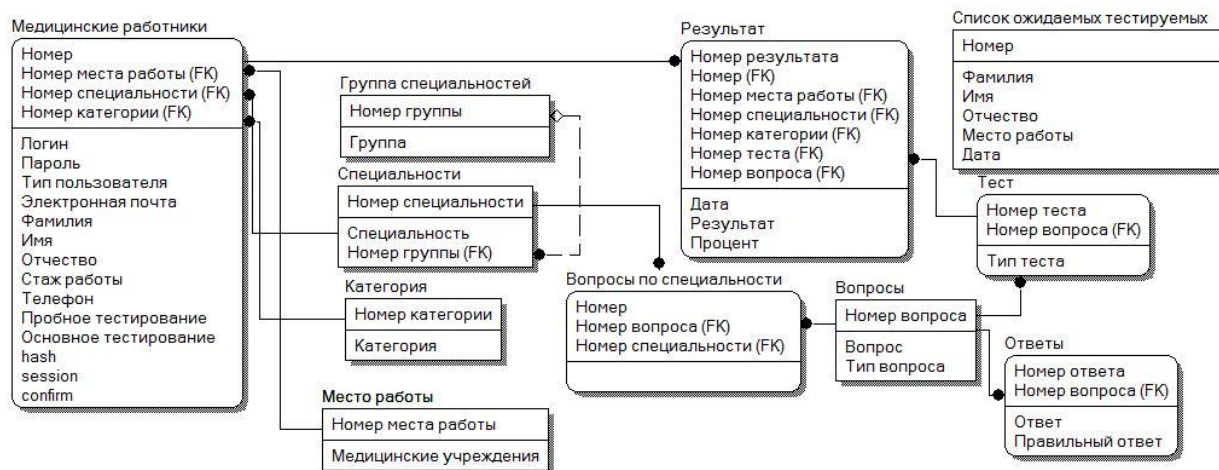 Медицинские работники
Номер
Номер места работы (FK)
Номер специальности (FK)
Номер категории (FK)
Логин
Пароль
Тип пользователя
Электронная почта
Фамилия
Имя
Отчество
Стаж работы
Телефон
Пробное тестирование
Основное тестирование
hash
session
confirm
Группа специальностей
Номер группы
Группа
Специальности
Номер специальности
Специальность
Номер группы (FK)
Категория
Номер категории
Категория
Место работы
Номер места работы
Медицинские учреждения
Результат
Номер результата
Номер (FK)
Номер места работы (FK)
Номер специальности (FK)
Номер категории (FK)
Номер теста (FK)
Номер вопроса (FK)
Дата
Результат
Процент
Вопросы по специальности
Номер
Номер вопроса (FK)
Номер специальности (FK)
Вопросы
Номер вопроса
Вопрос
Тип вопроса
Список ожидаемых тестируемых
Номер
Фамилия
Имя
Отчество
Место работы
Дата
Тест
Номер теста
Номер вопроса (FK)
Тип теста
Ответы
Номер ответа
Номер вопроса (FK)
Ответ
Правильный ответ